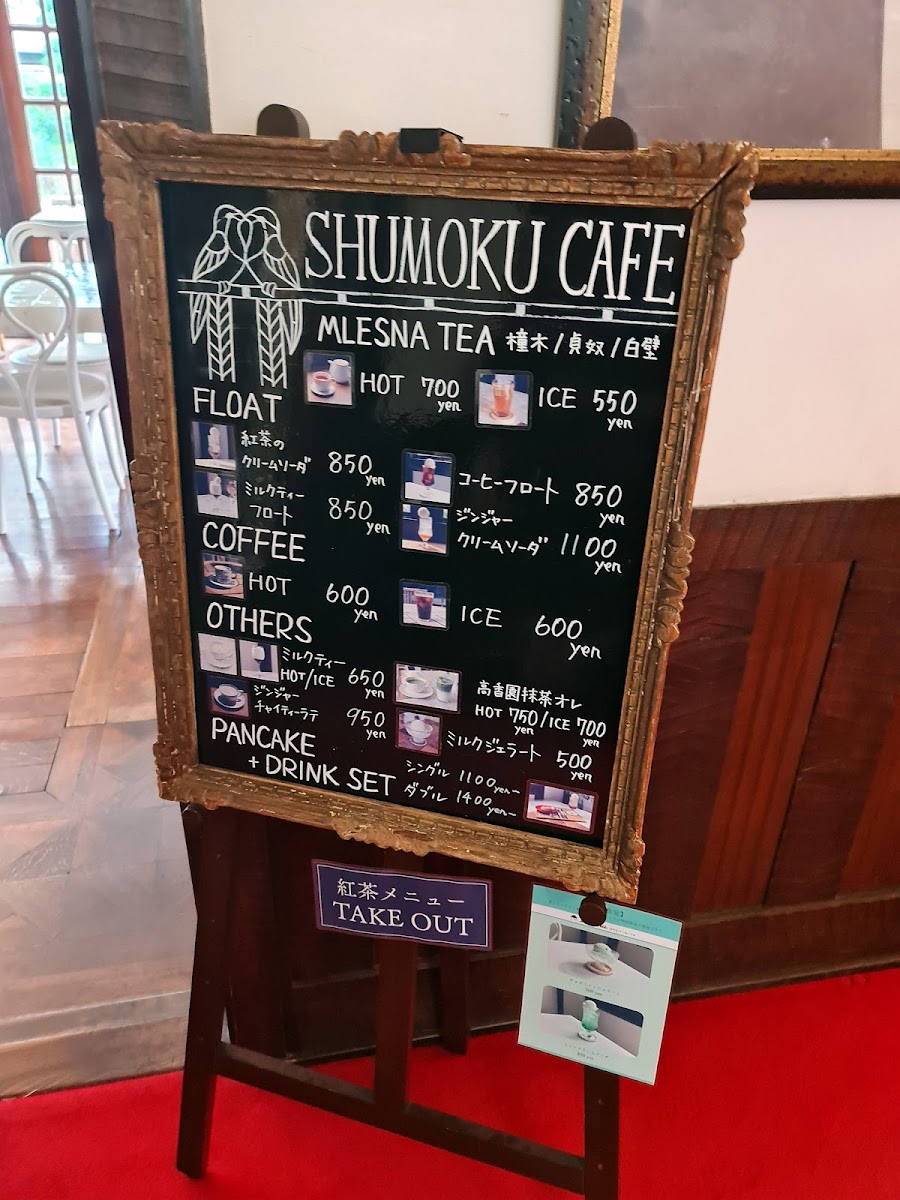 SHUMOKU CAFE
MLESNA TEA 橦木/貞奴/白壁
HOT 700 yen
ICE 550 yen
FLOAT
紅茶の
クリームソーダ 850 yen
コーヒーフロート 850 yen
ミルクティー
フロート 850 yen
ジンジャー
クリームソーダ 1100 yen
COFFEE
HOT 600 yen
ICE 600 yen
OTHERS
ミルクティー
HOT/ICE 650 yen
高香園抹茶オレ
HOT 750 yen/ICE 700 yen
ジンジャー
チャイティーラテ 950 yen
ミルクジェラート 500 yen
PANCAKE
+ DRINK SET
シングル 1100 yen~
ダブル 1400 yen~
紅茶メニュー
TAKE OUT